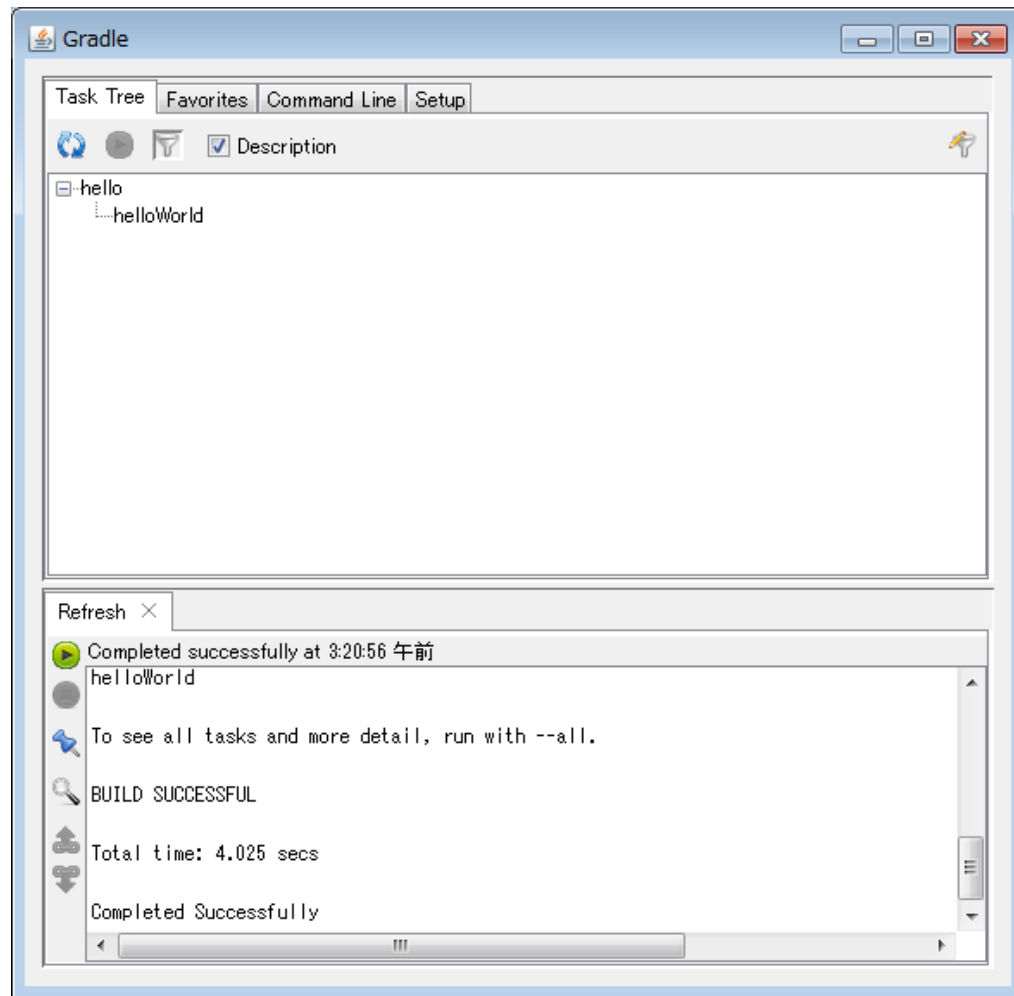 Gradle
Task Tree Favorites Command Line Setup
Description
hello
helloWorld
Refresh
Completed successfully at 3:20:56 午前
helloWorld
To see all tasks and more detail, run with --all.
BUILD SUCCESSFUL
Total time: 4.025 secs
Completed Successfully